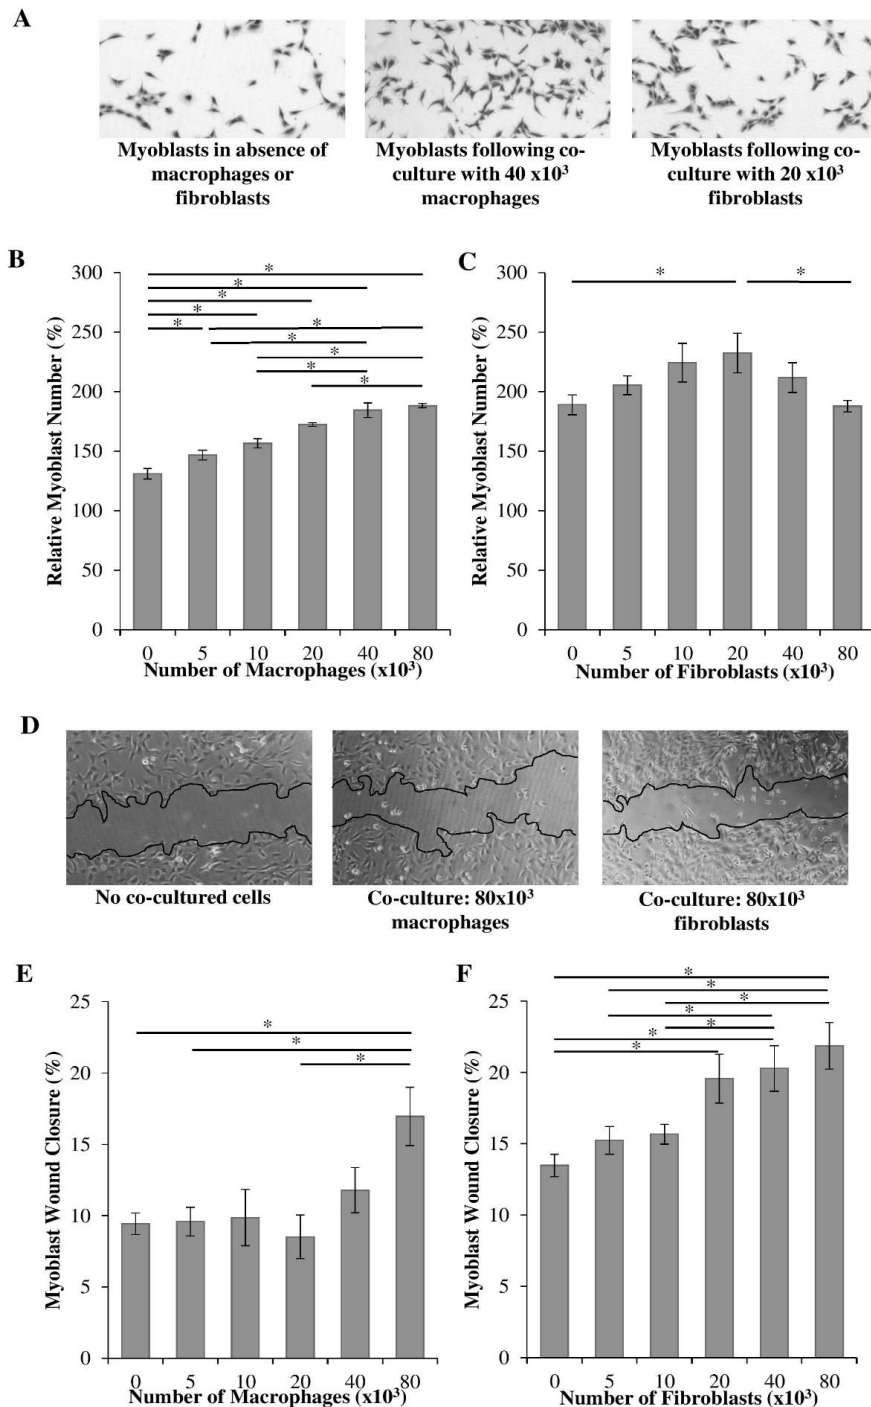 A
Myoblasts in absence of
macrophages or
fibroblasts
Myoblasts following co-
culture with 40 x10³
macrophages
Myoblasts following co-
culture with 20 x10³
fibroblasts
B
Relative Myoblast Number (%)
300
250
200
150
100
50
0
* * * * * * * * * *
0 5 10 20 40 80
Number of Macrophages (x10³)
C
Relative Myoblast Number (%)
300
250
200
150
100
50
0
* *
0 5 10 20 40 80
Number of Fibroblasts (x10³)
D
No co-cultured cells
Co-culture: 80x10³
macrophages
Co-culture: 80x10³
fibroblasts
E
Myoblast Wound Closure (%)
25
20
15
10
5
0
* * *
0 5 10 20 40 80
Number of Macrophages (x10³)
F
Myoblast Wound Closure (%)
25
20
15
10
5
0
* * * * * * *
0 5 10 20 40 80
Number of Fibroblasts (x10³)